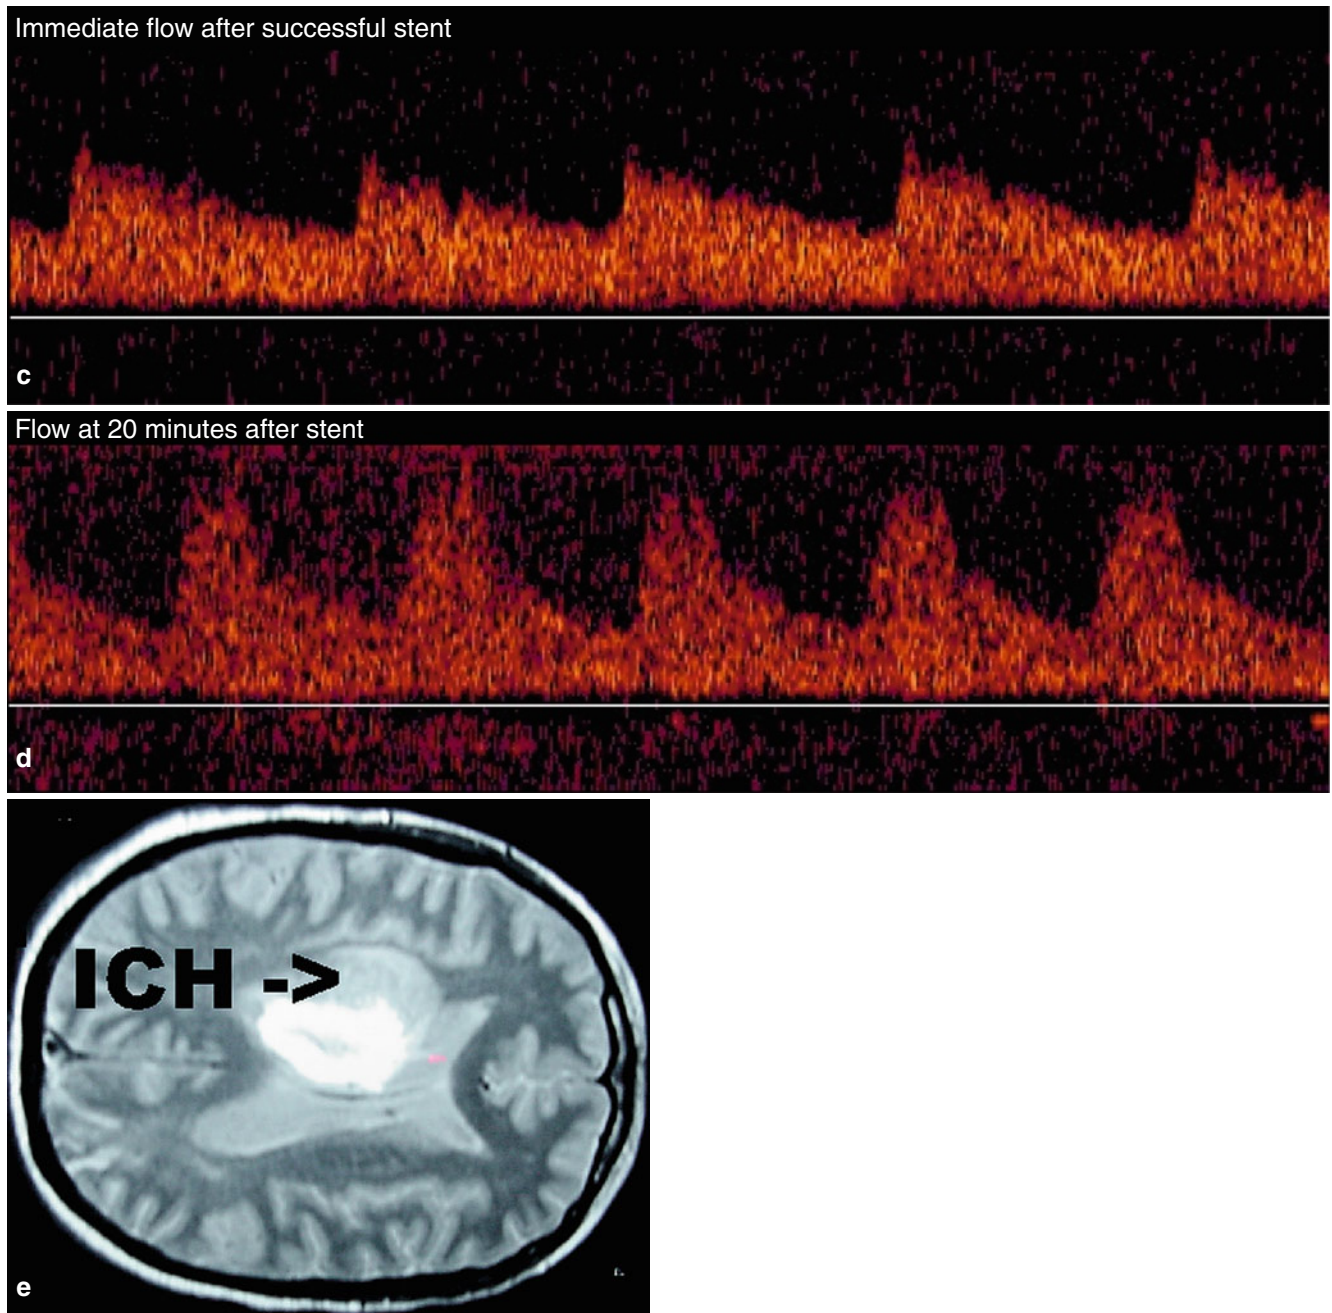 Immediate flow after successful stent
c
Flow at 20 minutes after stent
d
ICH ->
e